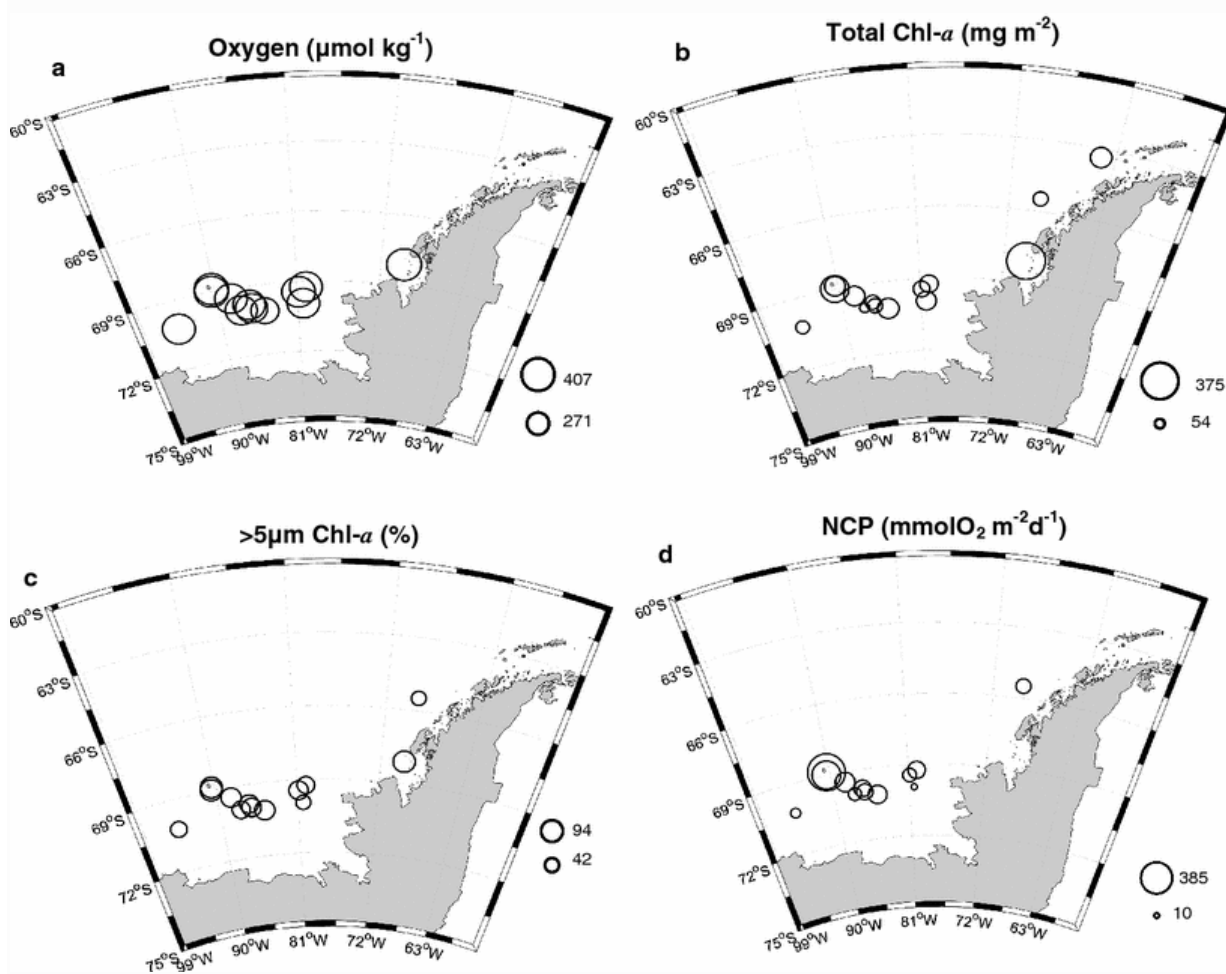 a
Oxygen (µmol kg⁻¹)
60°S
63°S
66°S
69°S
72°S
75°S
99°W
90°W
81°W
72°W
63°W
407
271
b
Total Chl-a (mg m⁻²)
60°S
63°S
66°S
69°S
72°S
75°S
99°W
90°W
81°W
72°W
63°W
375
54
c
>5µm Chl-a (%)
60°S
63°S
66°S
69°S
72°S
75°S
99°W
90°W
81°W
72°W
63°W
94
42
d
NCP (mmolO₂ m⁻²d⁻¹)
60°S
63°S
66°S
69°S
72°S
75°S
99°W
90°W
81°W
72°W
63°W
385
10